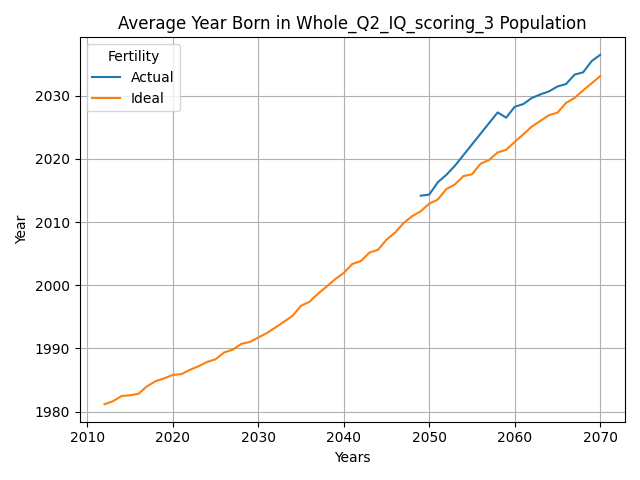 Average Year Born in Whole_Q2_IQ_scoring_3 Population
Fertility
Actual
Ideal
Year
2030
2020
2010
2000
1990
1980
2010 2020 2030 2040 2050 2060 2070
Years